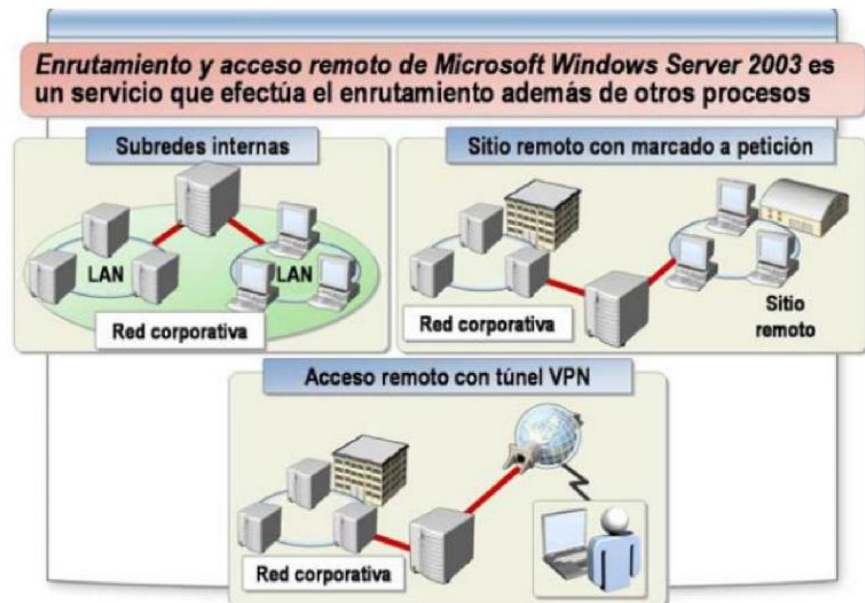 Enrutamiento y acceso remoto de Microsoft Windows Server 2003 es
un servicio que efectúa el enrutamiento además de otros procesos
Subredes internas
LAN
LAN
Red corporativa
Sitio remoto con marcado a petición
Red corporativa
Sitio
remoto
Acceso remoto con túnel VPN
Red corporativa